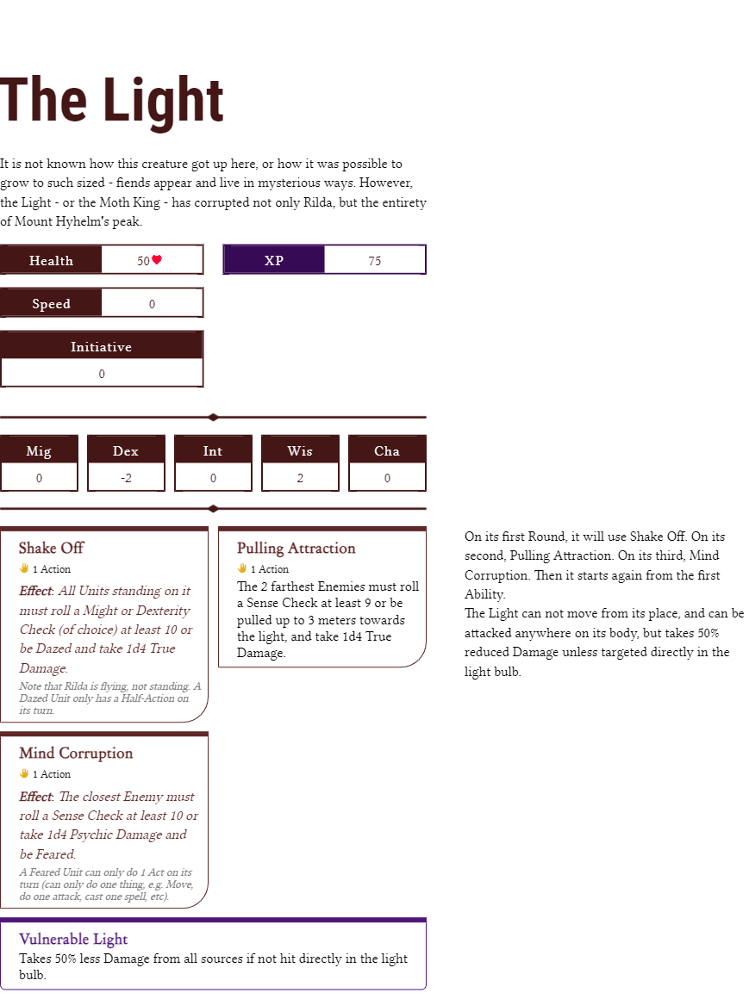 The Light
It is not known how this creature got up here, or how it was possible to
grow to such sized - fiends appear and live in mysterious ways. However,
the Light - or the Moth King - has corrupted not only Rilda, but the entirety
of Mount Hyhelm's peak.
Health 50
XP 75
Speed 0
Initiative
0
Mig Dex Int Wis Cha
0 -2 0 2 0
Shake Off
1 Action
Effect: All Units standing on it
must roll a Might or Dexterity
Check (of choice) at least 10 or
be Dazed and take 1d4 True
Damage.
Note that Rilda is flying, not standing. A
Dazed Unit only has a Half-Action on
its turn.
Pulling Attraction
1 Action
The 2 farthest Enemies must roll
a Sense Check at least 9 or be
pulled up to 3 meters towards
the light, and take 1d4 True
Damage.
Mind Corruption
1 Action
Effect: The closest Enemy must
roll a Sense Check at least 10 or
take 1d4 Psychic Damage and
be Feared.
A Feared Unit can only do 1 Act on its
turn (can only do one thing, e.g. Move,
do one attack, cast one spell, etc).
Vulnerable Light
Takes 50% less Damage from all sources if not hit directly in the light
bulb.
On its first Round, it will use Shake Off. On its
second, Pulling Attraction. On its third, Mind
Corruption. Then it starts again from the first
Ability.
The Light can not move from its place, and can be
attacked anywhere on its body, but takes 50%
reduced Damage unless targeted directly in the
light bulb.